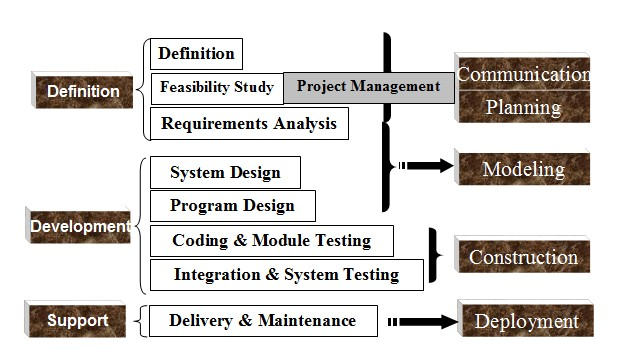 Definition
Definition
Feasibility Study
Project Management
Requirements Analysis
Communication
Planning
System Design
Program Design
Modeling
Development
Coding & Module Testing
Integration & System Testing
Construction
Support
Delivery & Maintenance
Deployment